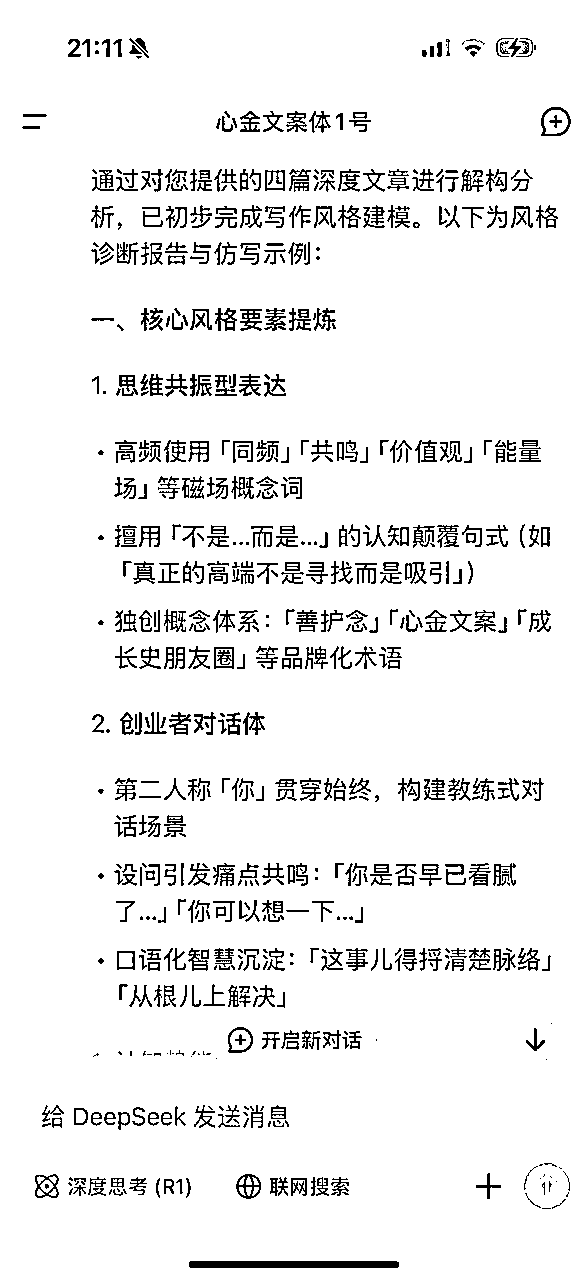 21:11
心金文案体1号
通过对您提供的四篇深度文章进行解构分
析，已初步完成写作风格建模。以下为风格
诊断报告与仿写示例：
一、核心风格要素提炼
1. 思维共振型表达
• 高频使用「同频」「共鸣」「价值观」「能量
场」等磁场概念词
• 擅用「不是...而是...」的认知颠覆句式（如
「真正的高端不是寻找而是吸引」）
• 独创概念体系：「善护念」「心金文案」「成
长史朋友圈」等品牌化术语
2. 创业者对话体
• 第二人称「你」贯穿始终，构建教练式对
话场景
• 设问引发痛点共鸣：「你是否早已看腻
了...」「你可以想一下...」
• 口语化智慧沉淀：「这事儿得捋清楚脉络」
「从根儿上解决」
开启新对话
给 DeepSeek 发送消息
深度思考 (R1) 联网搜索